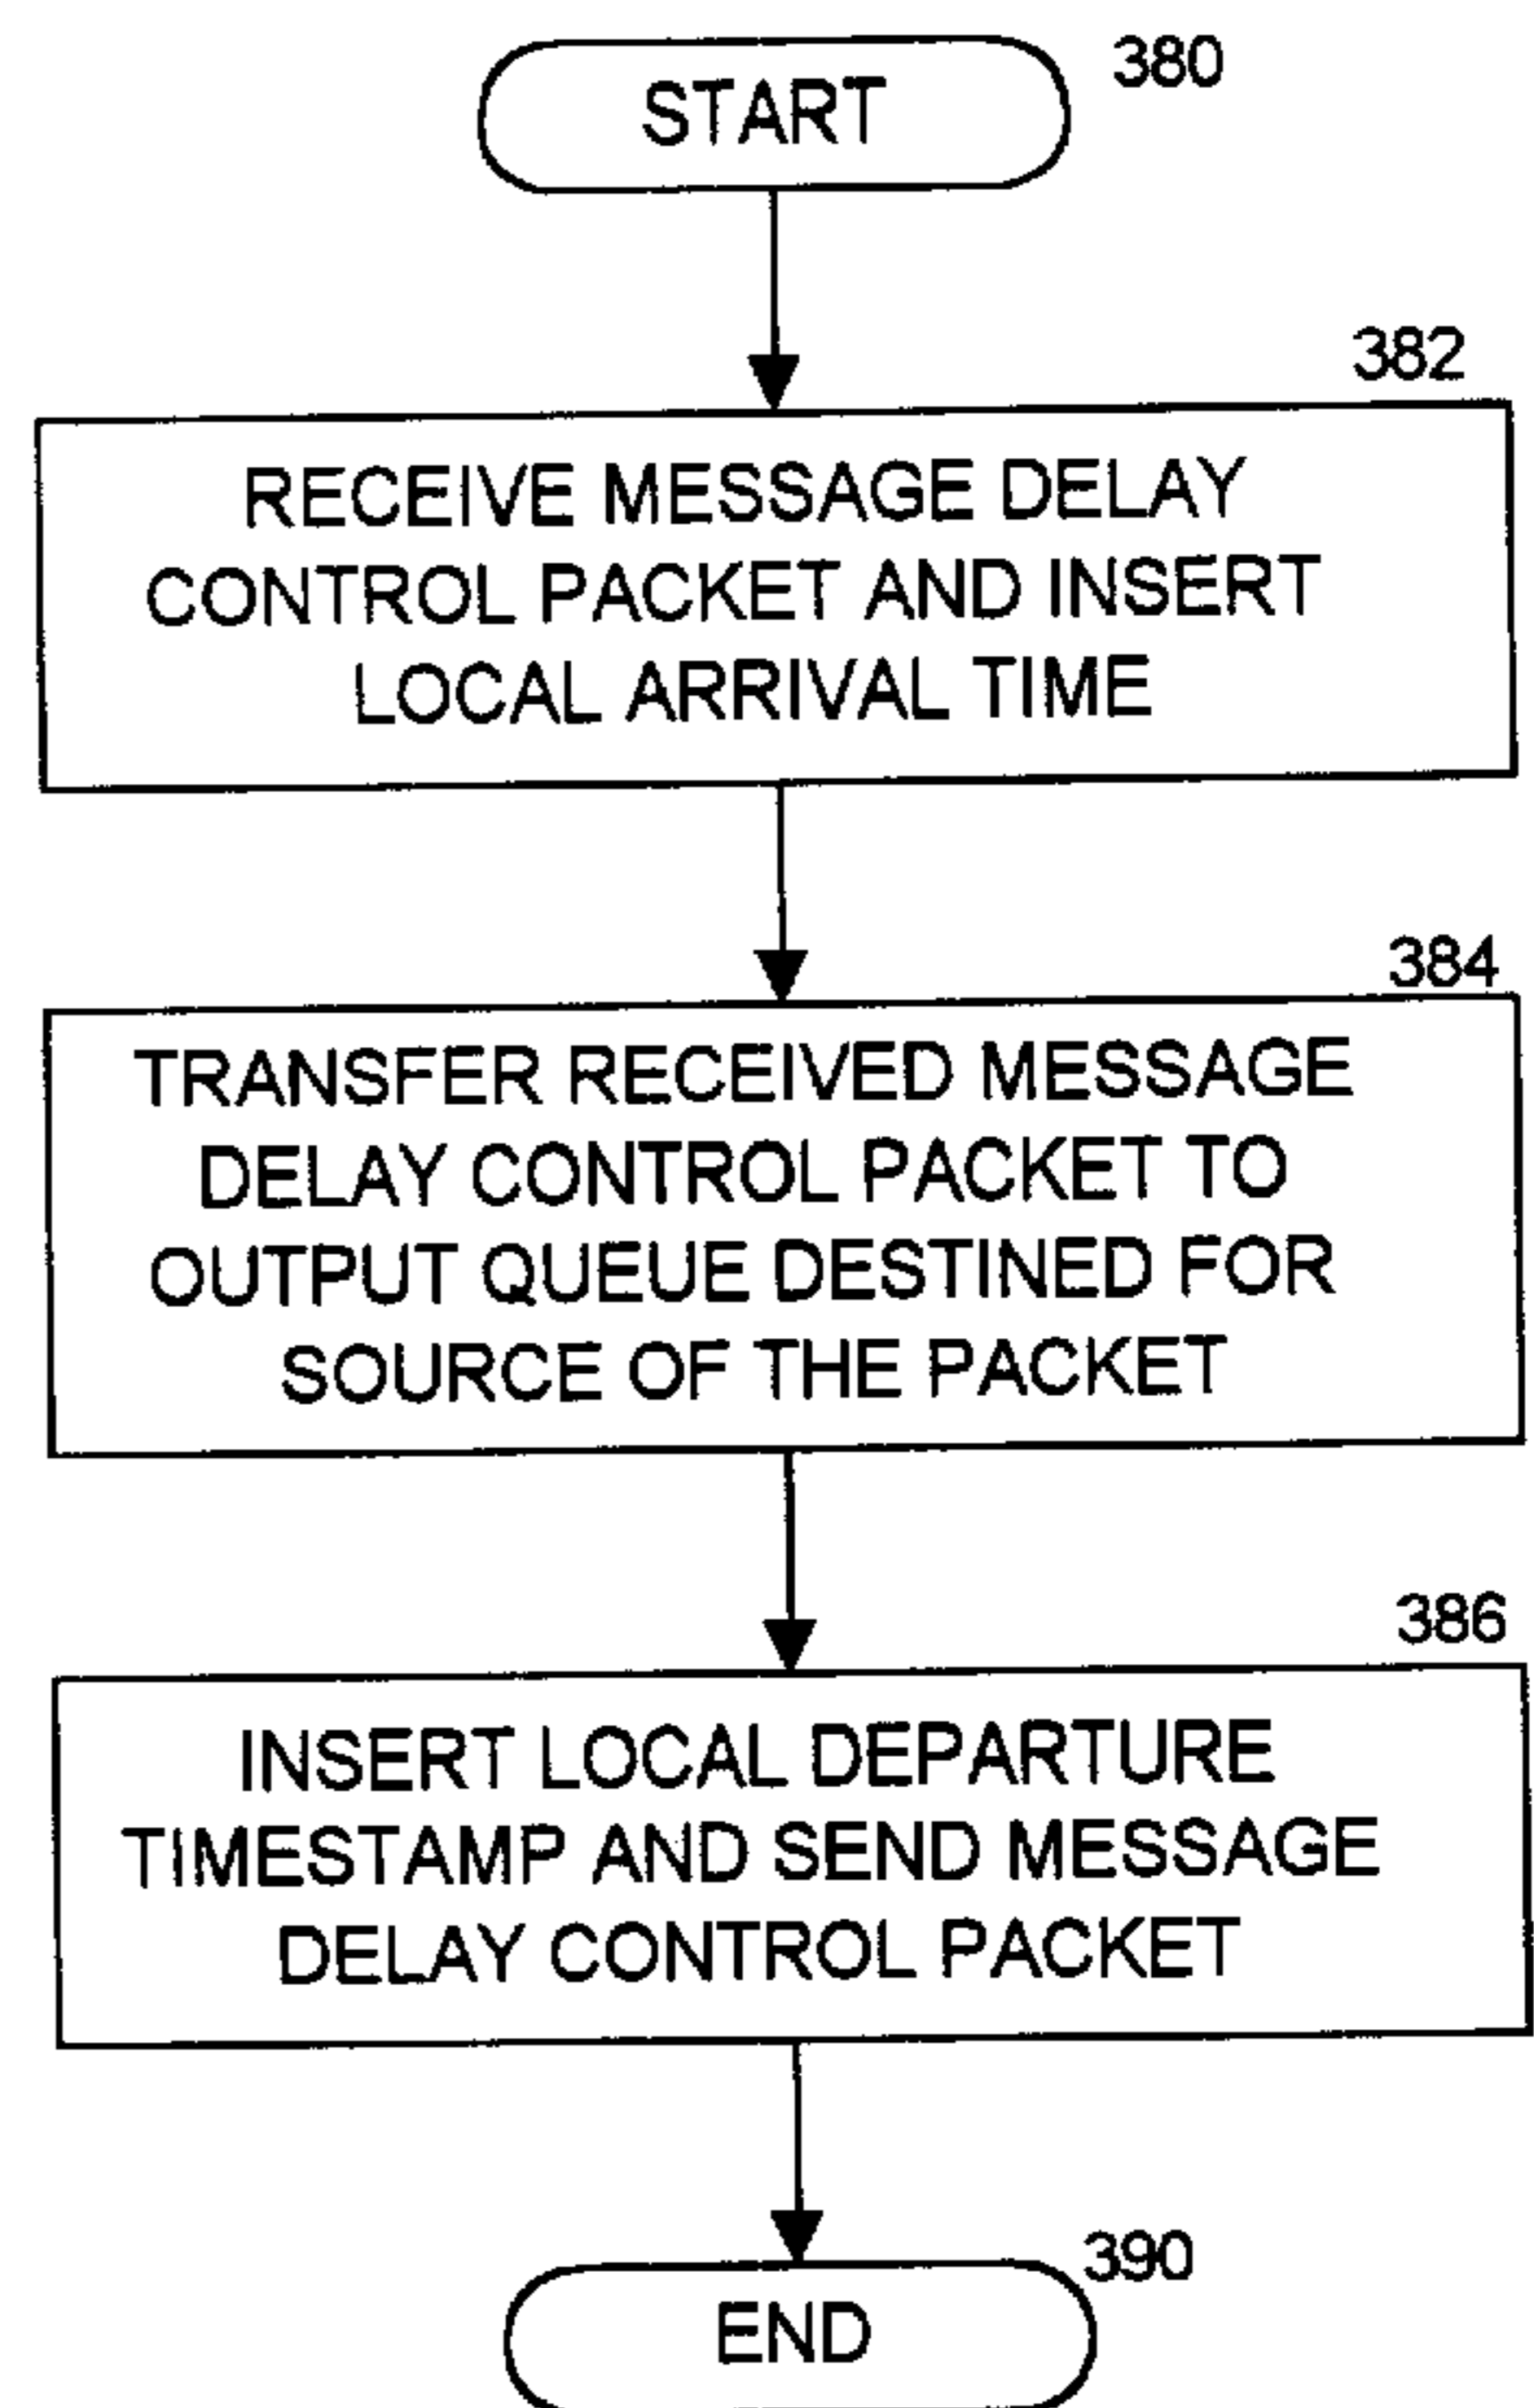 380
START
382
RECEIVE MESSAGE DELAY
CONTROL PACKET AND INSERT
LOCAL ARRIVAL TIME
384
TRANSFER RECEIVED MESSAGE
DELAY CONTROL PACKET TO
OUTPUT QUEUE DESTINED FOR
SOURCE OF THE PACKET
386
INSERT LOCAL DEPARTURE
TIMESTAMP AND SEND MESSAGE
DELAY CONTROL PACKET
390
END